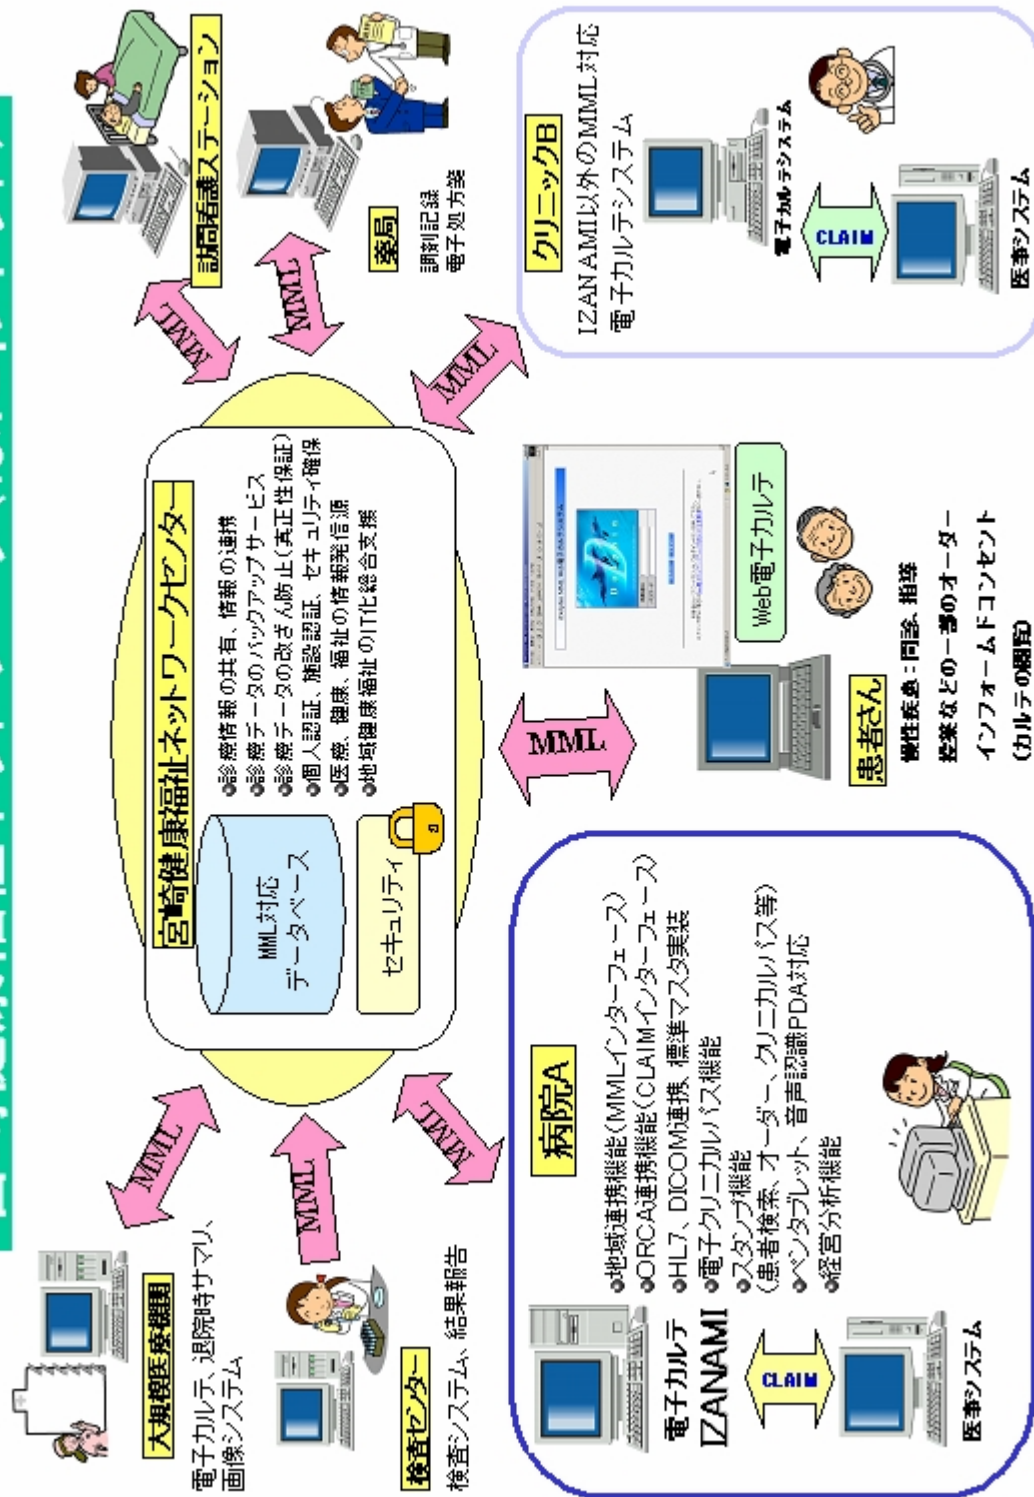 大規模医療機関
電子カルテ、退院時サマリ、
画像システム
MML
検査センター
検査システム、結果報告
MML
宮崎健康福祉ネットワークセンター
MML対応
データベース
セキュリティ
●診療情報の共有、情報の連携
●診療データのバックアップサービス
●診療データの改ざん防止(真正性保証)
●個人認証、施設認証、セキュリティ確保
●医療、健康、福祉の情報発信源
●地域健康福祉のIT化総合支援
MML
訪問看護ステーション
MML
薬局
調剤記録
電子処方箋
MML
MML
MML
病院A
電子カルテ
IZANAMI
CLAIM
医事システム
●地域連携機能(MMLインターフェース)
●ORCA連携機能(CLAIMインターフェース)
●HL7、DICOM連携、標準マスタ実装
●電子クリニカルパス機能
●スタンプ機能
(患者検索、オーダー、クリニカルパス等)
●ペンタブレット、音声認識PDA対応
●経営分析機能
Web電子カルテ
患者さん
慢性疾患:問診、指導
投薬などの一部のオーダー
インフォームドコンセント
(カルテの閲覧)
クリニックB
IZANAMI以外のMML対応
電子カルテシステム
電子カルテシステム
CLAIM
医事システム